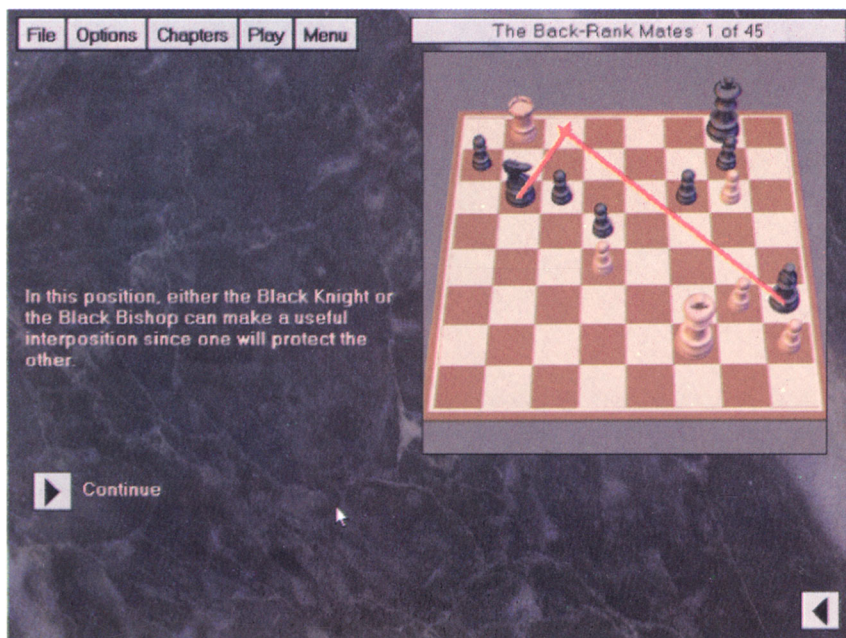 File Options Chapters Play Menu
The Back-Rank Mates 1 of 45
In this position, either the Black Knight or
the Black Bishop can make a useful
interposition since one will protect the
other.
Continue